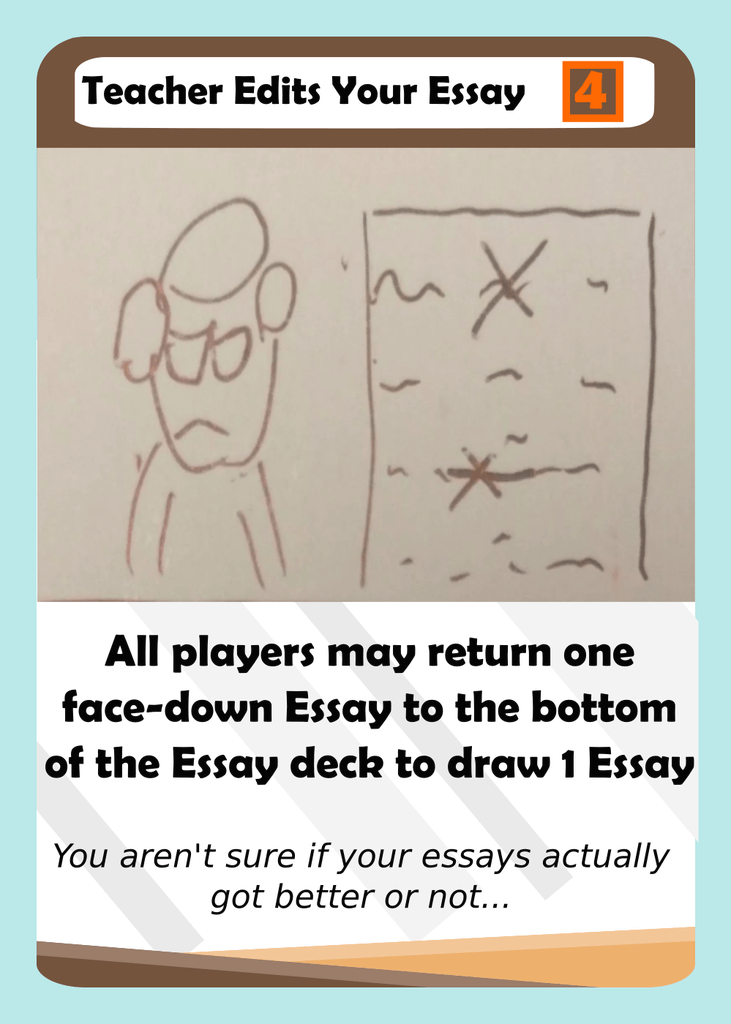 Teacher Edits Your Essay 4
All players may return one
face-down Essay to the bottom
of the Essay deck to draw 1 Essay
You aren't sure if your essays actually
got better or not...